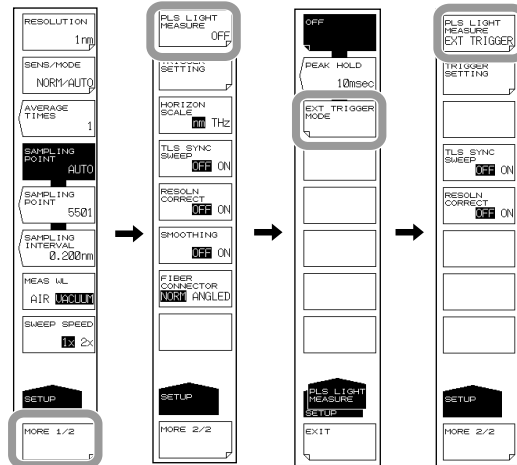 RESOLUTION
1nm
SENS/MODE
NORM/AUTO
AVERAGE
TIMES
1
SAMPLING
POINT
AUTO
SAMPLING
POINT
5501
SAMPLING
INTERVAL
0.200nm
MEAS WL
AIR VACUUM
SWEEP SPEED
1x 2x
SETUP
MORE 1/2
PLS LIGHT
MEASURE
OFF
TRIGGER
SETTING
HORIZON
SCALE
nm THz
TLS SYNC
SWEEP
OFF ON
RESOLN
CORRECT
OFF ON
SMOOTHING
OFF ON
FIBER
CONNECTOR
NORM ANGLED
SETUP
MORE 2/2
OFF
PEAK HOLD
10msec
EXT TRIGGER
MODE
PLS LIGHT
MEASURE
SETUP
EXIT
PLS LIGHT
MEASURE
EXT TRIGGER
TRIGGER
SETTING
TLS SYNC
SWEEP
OFF ON
RESOLN
CORRECT
OFF ON
SETUP
MORE 2/2